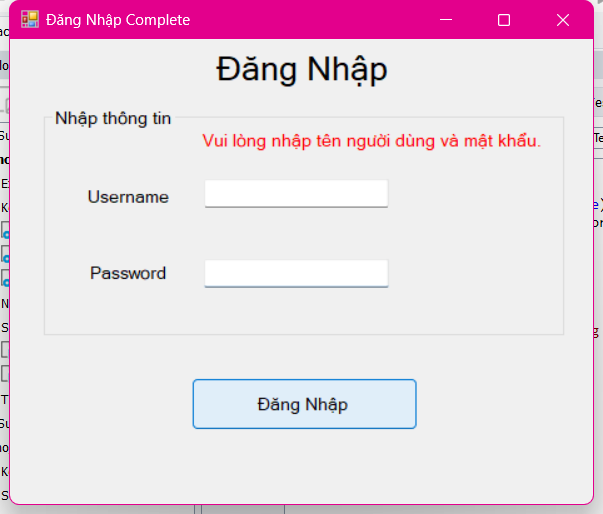 Đăng Nhập Complete
Đăng Nhập
Nhập thông tin
Vui lòng nhập tên người dùng và mật khẩu.
Username
Password
Đăng Nhập